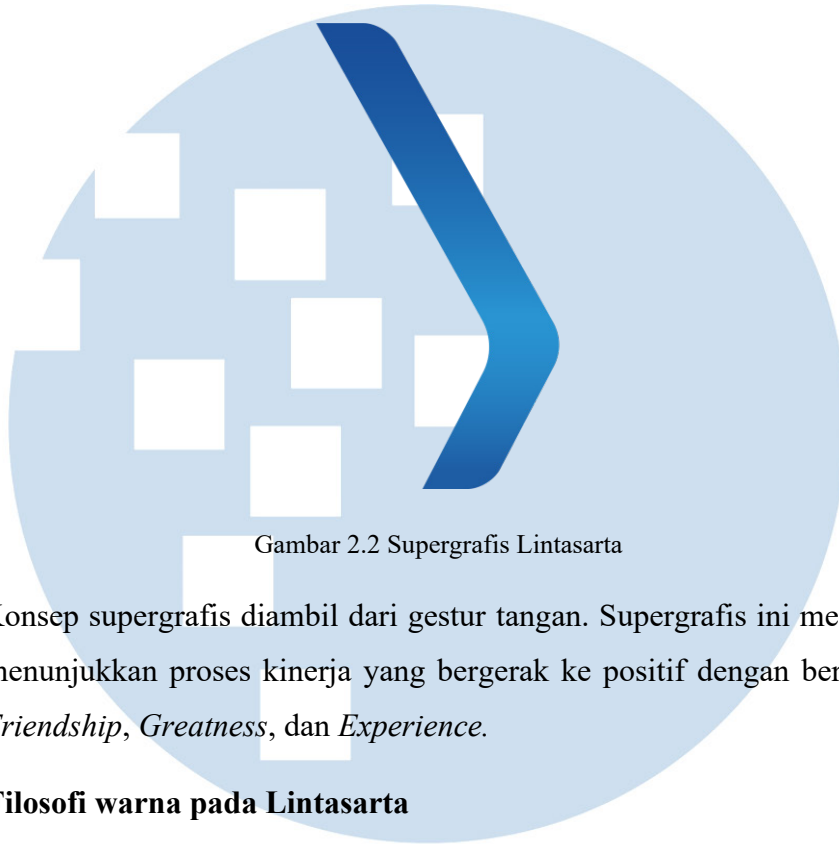 Gambar 2.2 Supergrafis Lintasarta
Konsep supergrafis diambil dari gestur tangan. Supergrafis ini
menunjukkan proses kinerja yang bergerak ke positif dengan
Friendship, Greatness, dan Experience.
Filosofi warna pada Lintasarta